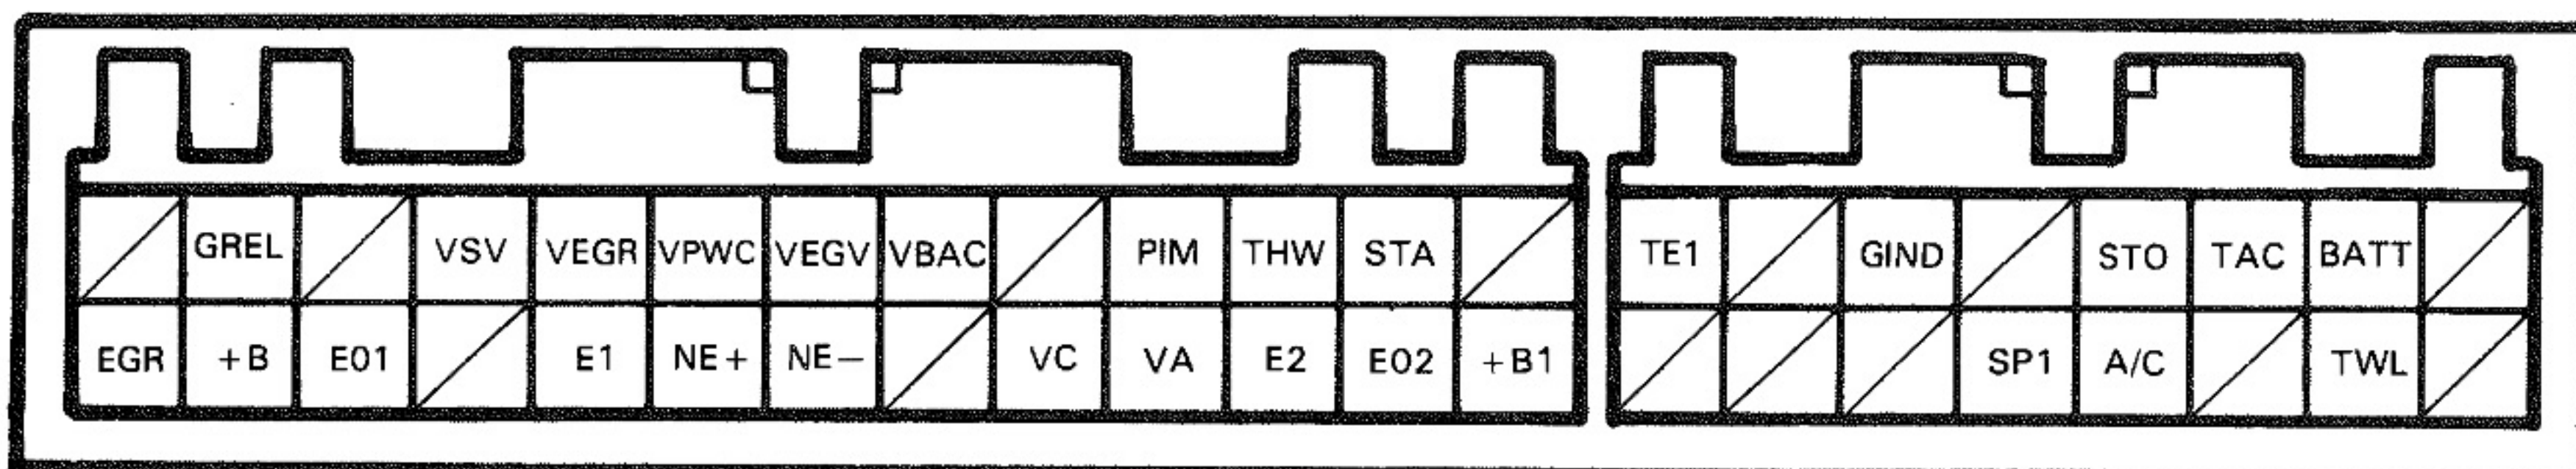 GREL VSV VEGR VPWC VEGV VBAC PIM THW STA TE1 GIND STO TAC BATT
EGR +B E01 E1 NE+ NE− VC VA E2 E02 +B1 SP1 A/C TWL